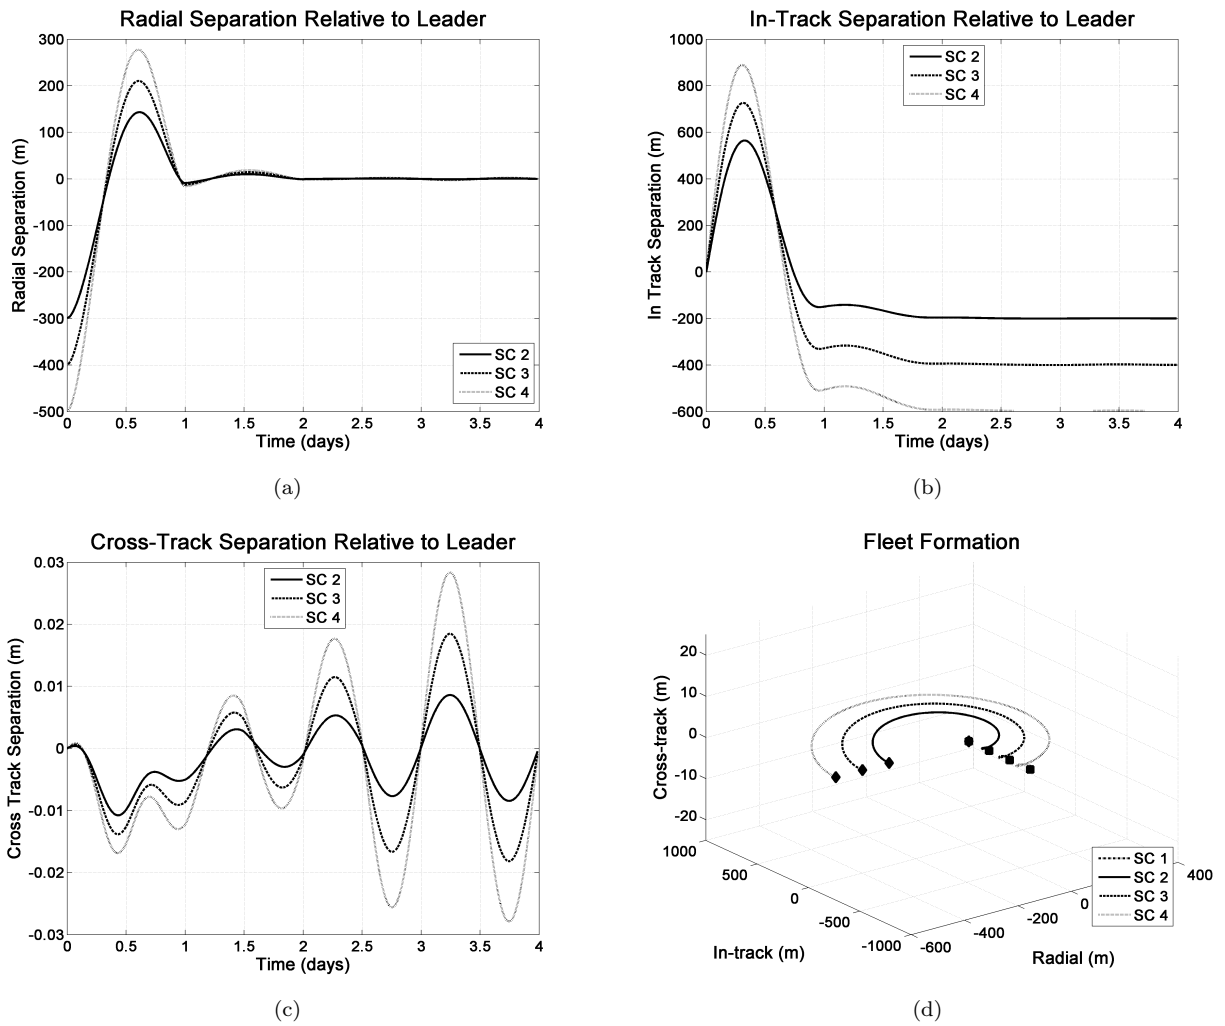 Radial Separation Relative to Leader
300
200
100
0
-100
-200
-300
-400
-500
Radial Separation (m)
SC 2
SC 3
SC 4
0 0.5 1 1.5 2 2.5 3 3.5 4
Time (days)
(a)
In-Track Separation Relative to Leader
1000
800
600
400
200
0
-200
-400
-600
In Track Separation (m)
SC 2
SC 3
SC 4
0 0.5 1 1.5 2 2.5 3 3.5 4
Time (days)
(b)
Cross-Track Separation Relative to Leader
0.03
0.02
0.01
0
-0.01
-0.02
-0.03
Cross Track Separation (m)
SC 2
SC 3
SC 4
0 0.5 1 1.5 2 2.5 3 3.5 4
Time (days)
(c)
Fleet Formation
20
10
0
-10
-20
Cross-track (m)
1000
500
0
-500
-1000
In-track (m)
-600
-400
-200
0
400
Radial (m)
SC 1
SC 2
SC 3
SC 4
(d)